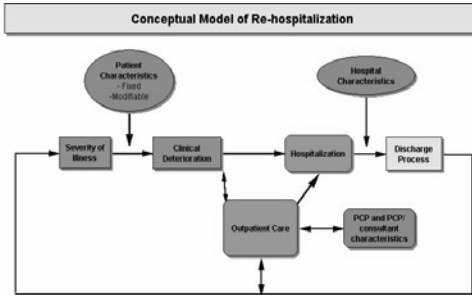 Conceptual Model of Re-hospitalization
Patient
Characteristics
- Fixed
-Modifiable
Hospital
Characteristics
Severity of
Illness
Clinical
Deterioration
Hospitalization
Discharge
Process
Outpatient Care
PCP and PCP/
consultant
characteristics